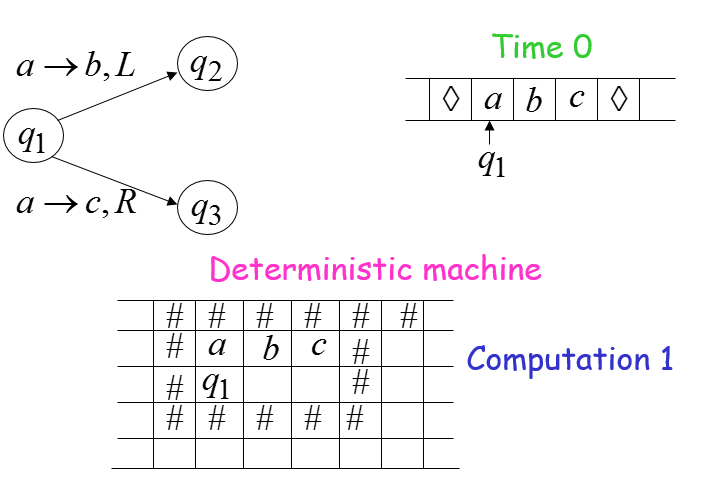 a → b, L
q2
q1
a → c, R
q3
Time 0
◊ a b c ◊
q1
Deterministic machine
# # # # # #
# a b c #
# q1 #
# # # # #
Computation 1